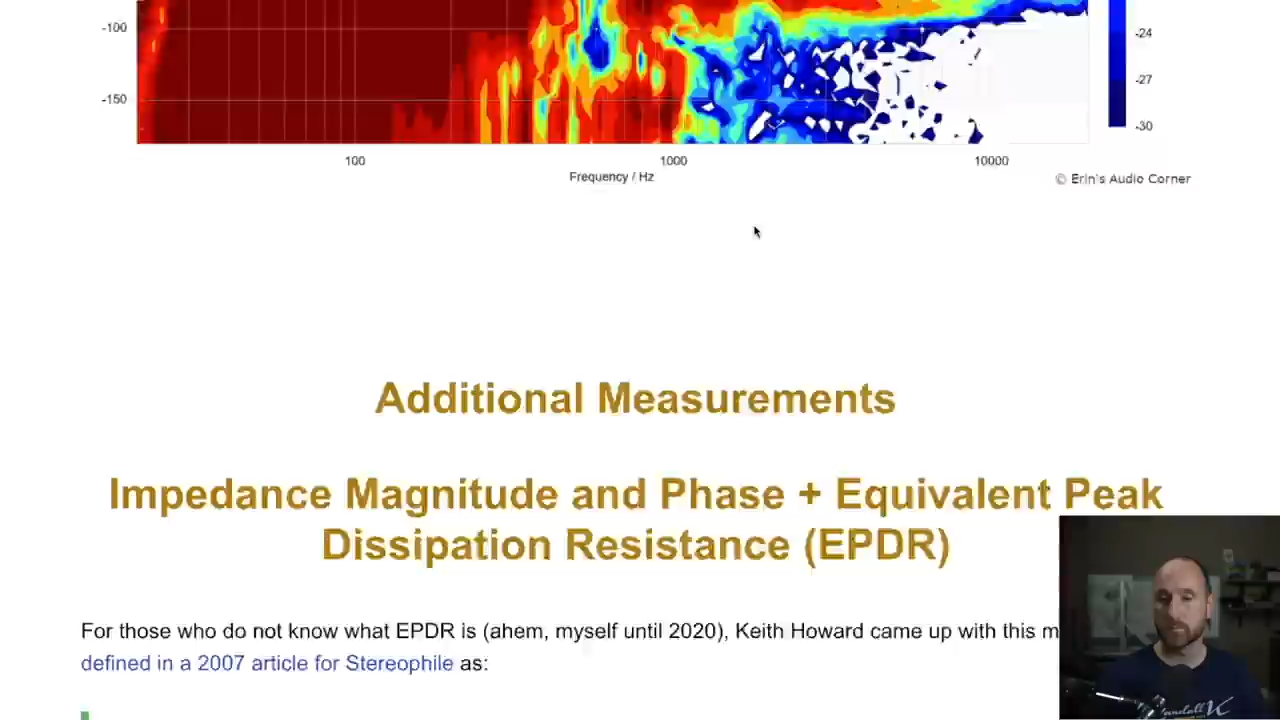 -100
-150
-24
-27
-30
100
1000
10000
Frequency / Hz
© Erin's Audio Corner
Additional Measurements
Impedance Magnitude and Phase + Equivalent Peak
Dissipation Resistance (EPDR)
For those who do not know what EPDR is (ahem, myself until 2020), Keith Howard came up with this m
defined in a 2007 article for Stereophile as: